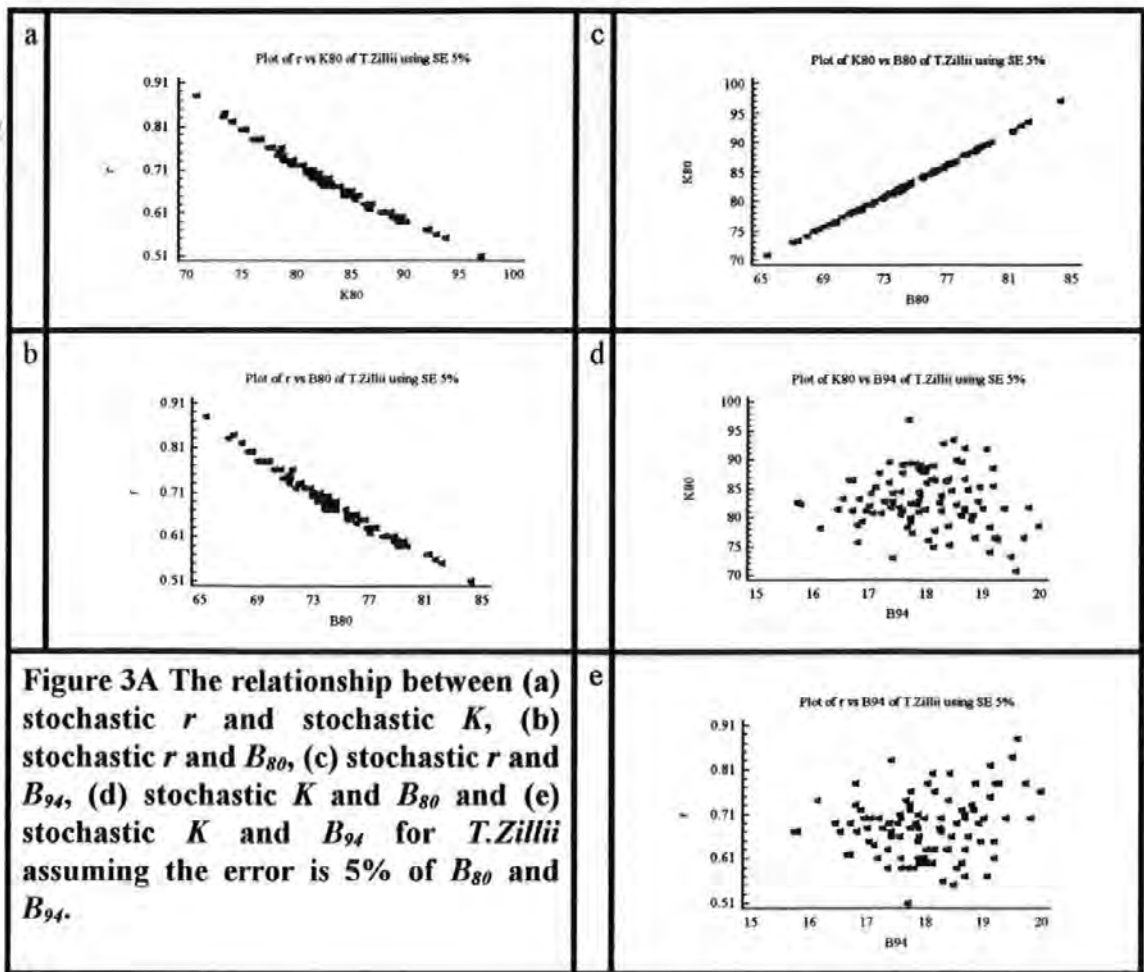 a
Plot of r vs K80 of T.Zillii using SE 5%
0.91
0.81
0.71
0.61
0.51
r
70 75 80 85 90 95 100
K80
c
Plot of K80 vs B80 of T.Zillii using SE 5%
100
95
90
85
80
75
70
K80
65 69 73 77 81 85
B80
b
Plot of r vs B80 of T.Zillii using SE 5%
0.91
0.81
0.71
0.61
0.51
r
65 69 73 77 81 85
B80
d
Plot of K80 vs B94 of T.Zillii using SE 5%
100
95
90
85
80
75
70
K80
15 16 17 18 19 20
B94
Figure 3A The relationship between (a)
stochastic r and stochastic K, (b)
stochastic r and B80, (c) stochastic r and
B94, (d) stochastic K and B80 and (e)
stochastic K and B94 for T.Zillii
assuming the error is 5% of B80 and
B94.
e
Plot of r vs B94 of T.Zillii using SE 5%
0.91
0.81
0.71
0.61
0.51
r
15 16 17 18 19 20
B94